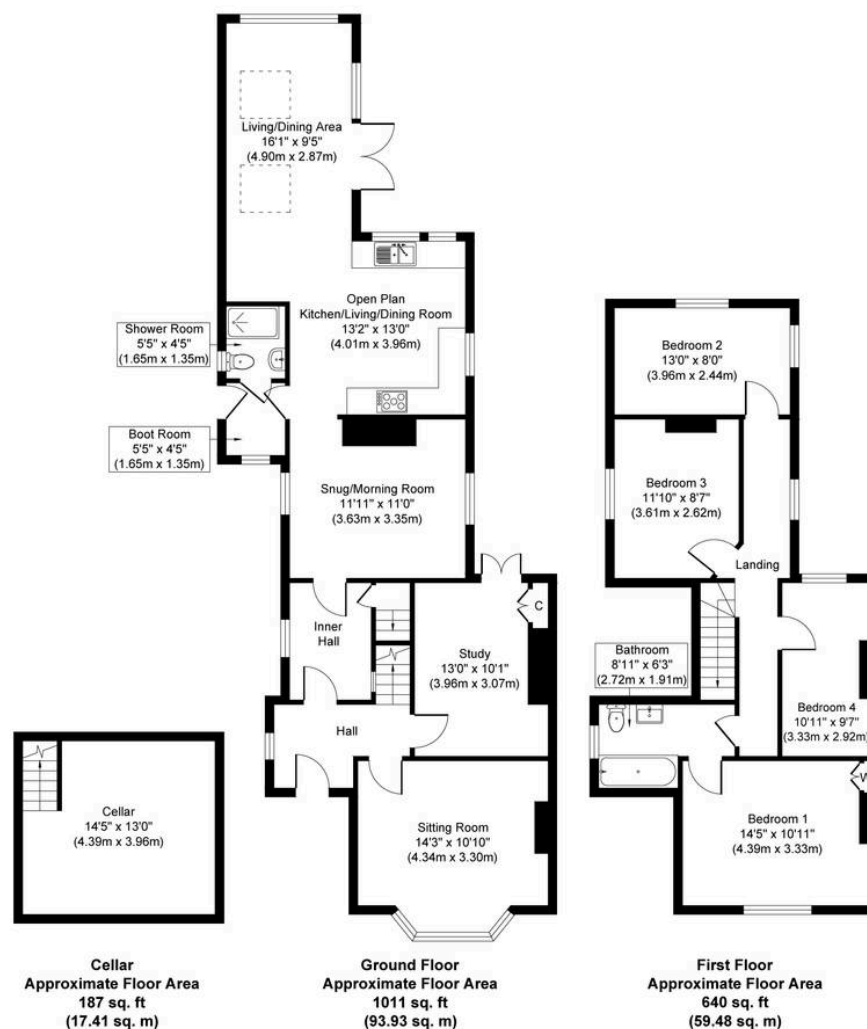 Living/Dining Area
16'1" x 9'5"
(4.90m x 2.87m)
Open Plan
Kitchen/Living/Dining Room
13'2" x 13'0"
(4.01m x 3.96m)
Shower Room
5'5" x 4'5"
(1.65m x 1.35m)
Boot Room
5'5" x 4'5"
(1.65m x 1.35m)
Snug/Morning Room
11'11" x 11'0"
(3.63m x 3.35m)
Inner
Hall
C
Study
13'0" x 10'1"
(3.96m x 3.07m)
Hall
Sitting Room
14'3" x 10'10"
(4.34m x 3.30m)
Cellar
14'5" x 13'0"
(4.39m x 3.96m)
Bedroom 2
13'0" x 8'0"
(3.96m x 2.44m)
Bedroom 3
11'10" x 8'7"
(3.61m x 2.62m)
Landing
Bathroom
8'11" x 6'3"
(2.72m x 1.91m)
Bedroom 4
10'11" x 9'7"
(3.33m x 2.92m)
W
Bedroom 1
14'5" x 10'11"
(4.39m x 3.33m)
Cellar
Approximate Floor Area
187 sq. ft
(17.41 sq. m)
Ground Floor
Approximate Floor Area
1011 sq. ft
(93.93 sq. m)
First Floor
Approximate Floor Area
640 sq. ft
(59.48 sq. m)